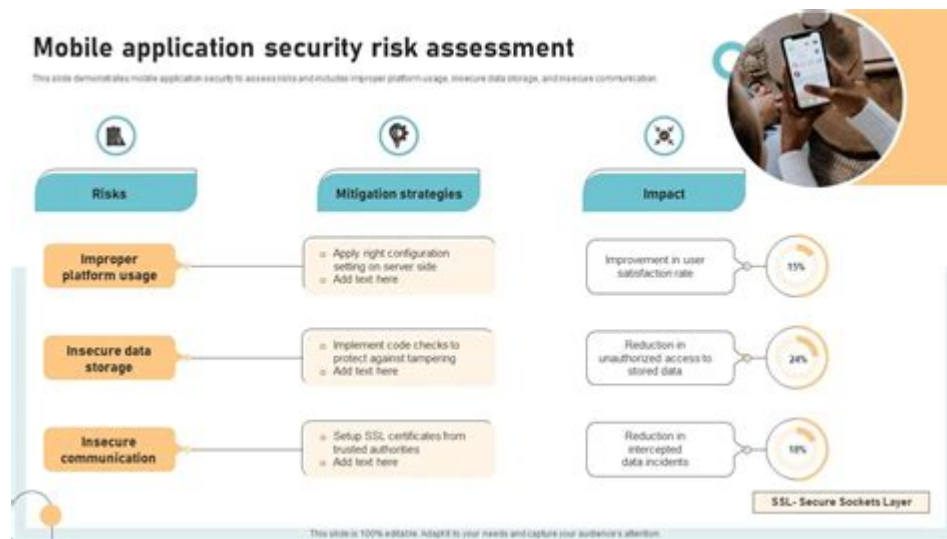 Mobile application security risk assessment
This slide demonstrates mobile application security to assess risks and includes improper platform usage, insecure data storage, and insecure communication.
Risks
Mitigation strategies
Impact
Improper
platform usage
Apply right configuration
setting on server side
Add text here
Improvement in user
satisfaction rate
15%
Insecure data
storage
Implement code checks to
protect against tampering
Add text here
Reduction in
unauthorized access to
stored data
24%
Insecure
communication
Setup SSL certificates from
trusted authorities
Add text here
Reduction in
intercepted
data incidents
18%
SSL- Secure Sockets Layer
This slide is 100% editable. Adapt it to your needs and capture your audience's attention.